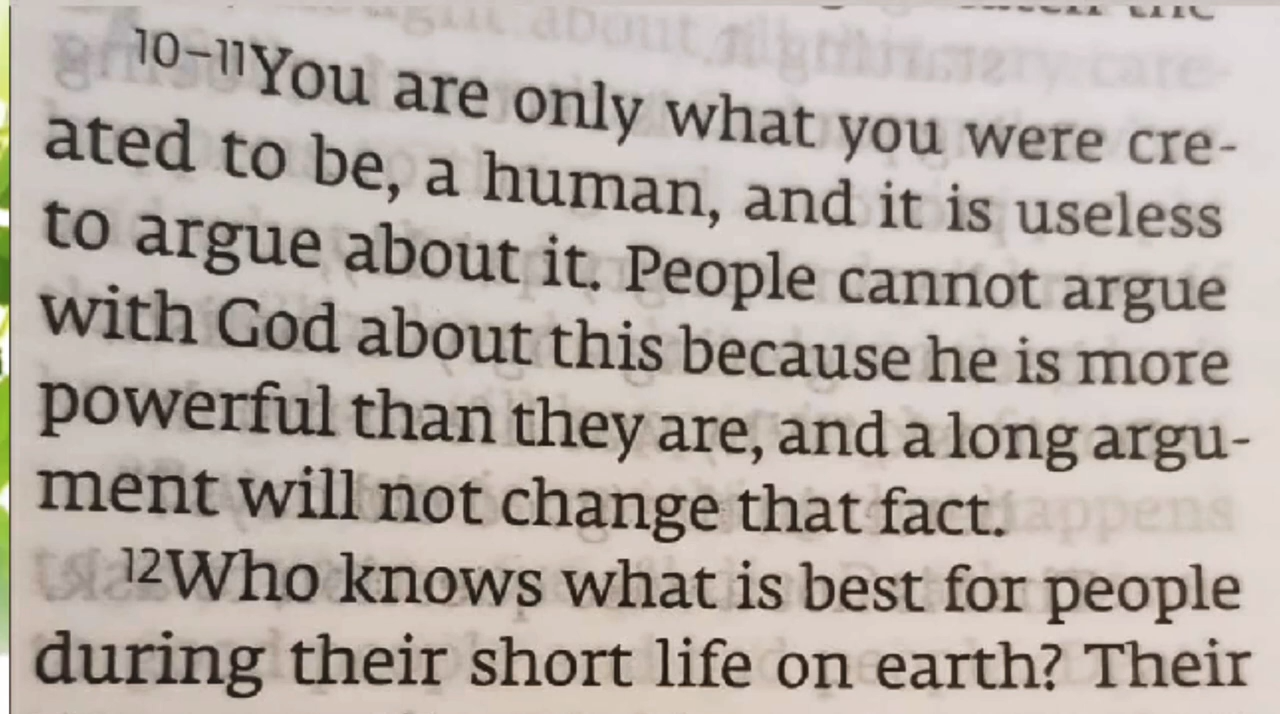 10–11You are only what you were cre-
ated to be, a human, and it is useless
to argue about it. People cannot argue
with God about this because he is more
powerful than they are, and a long argu-
ment will not change that fact.
12Who knows what is best for people
during their short life on earth? Their